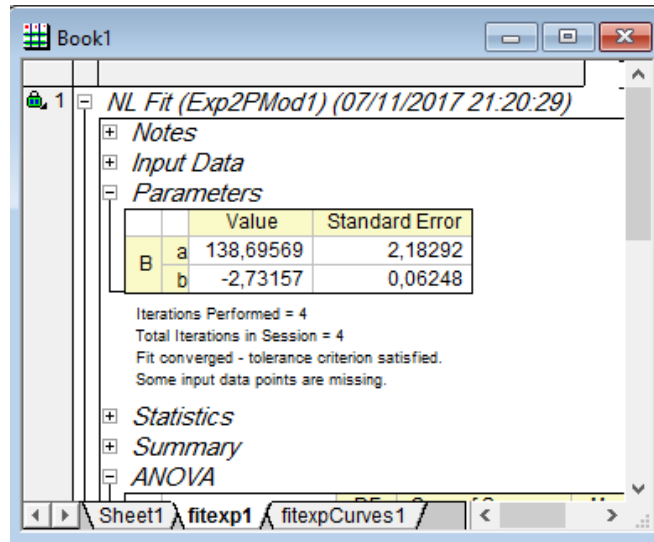 Book1
1 NL Fit (Exp2PMod1) (07/11/2017 21:20:29)
Notes
Input Data
Parameters
Value Standard Error
B
a 138,69569 2,18292
b -2,73157 0,06248
Iterations Performed = 4
Total Iterations in Session = 4
Fit converged - tolerance criterion satisfied.
Some input data points are missing.
Statistics
Summary
ANOVA
Sheet1 fitexp1 fitexpCurves1